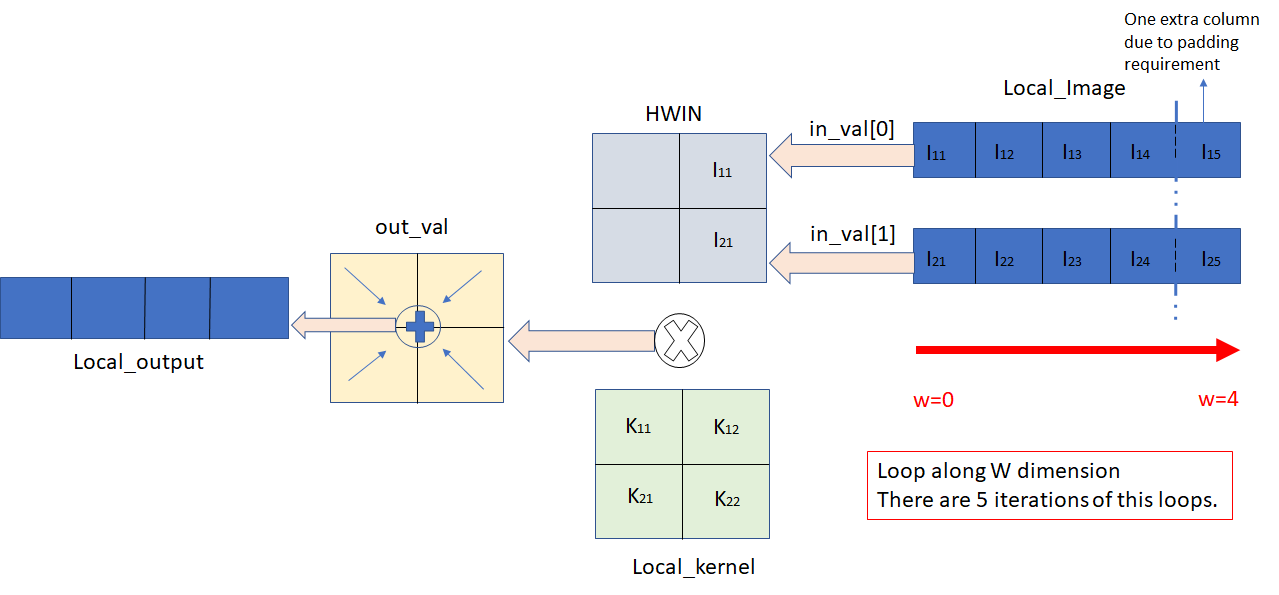 One extra column
due to padding
requirement
Local_Image
HWIN
in_val[0]
I11 I12 I13 I14 I15
I11
out_val
in_val[1]
I21
I21 I22 I23 I24 I25
Local_output
w=0 w=4
K11 K12
K21 K22
Loop along W dimension
There are 5 iterations of this loops.
Local_kernel